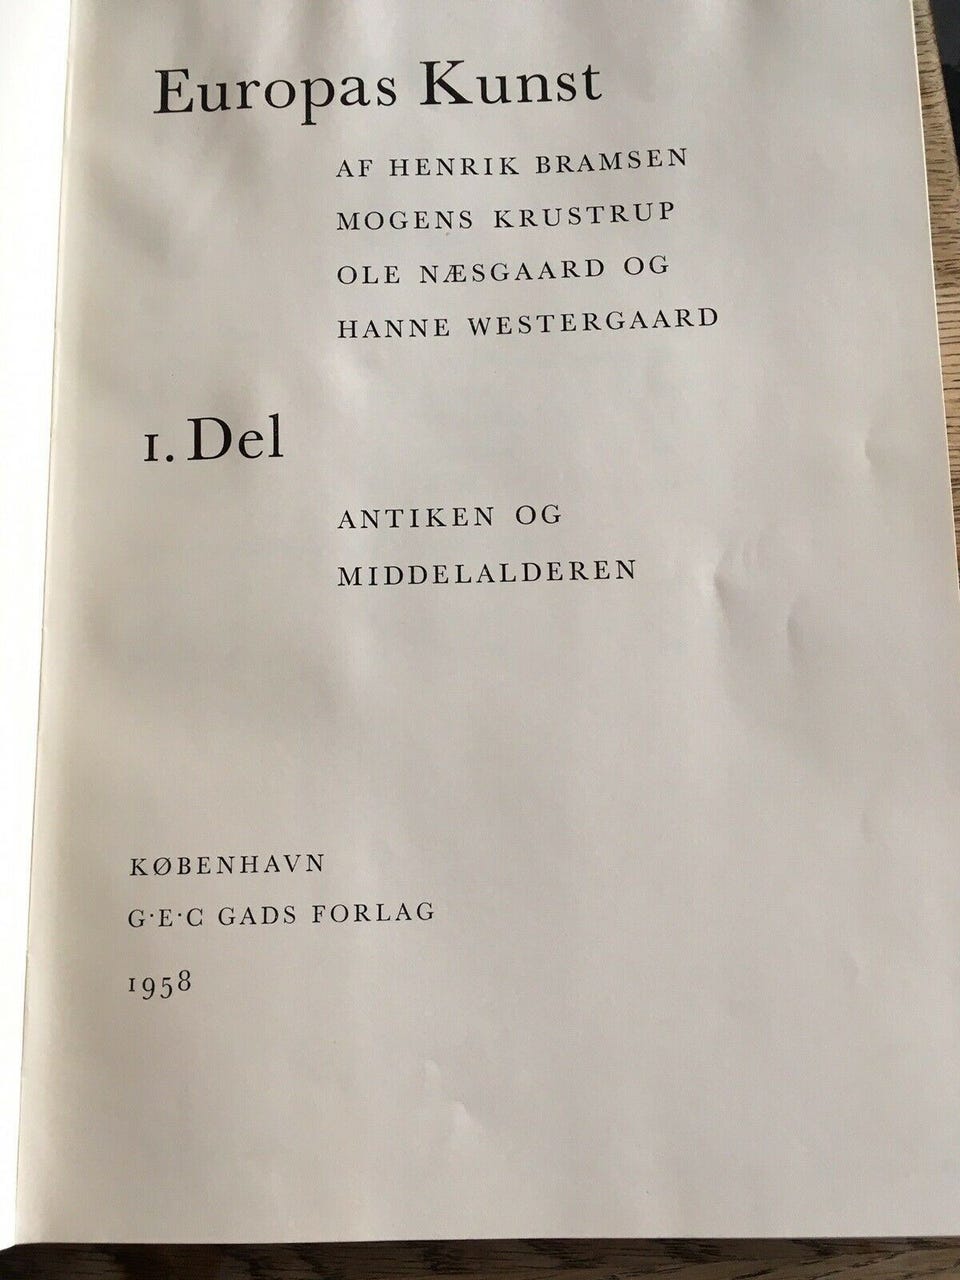 Europas Kunst
AF HENRIK BRAMSEN
MOGENS KRUSTRUP
OLE NÆSGAARD OG
HANNE WESTERGAARD
1. Del
ANTIKEN OG
MIDDELALDEREN
KØBENHAVN
G·E·C GADS FORLAG
1958